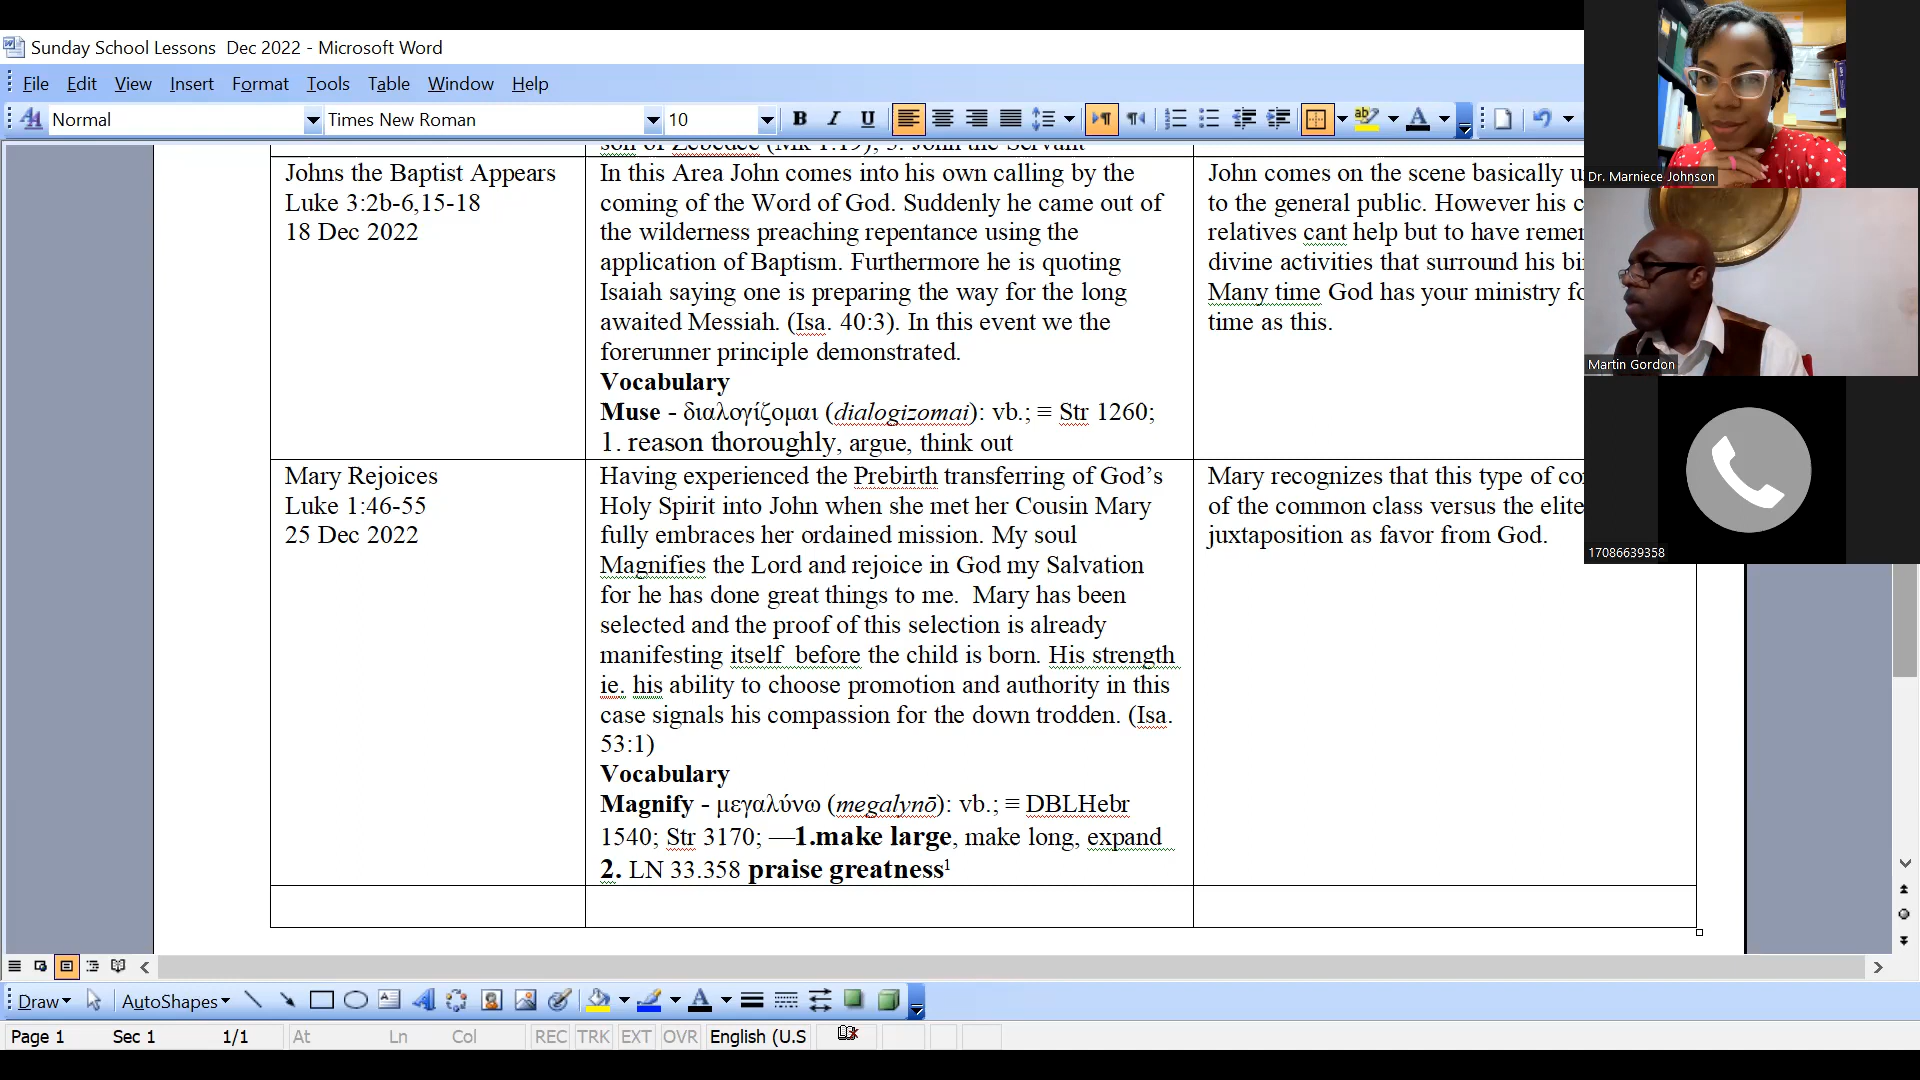 Sunday School Lessons  Dec 2022 - Microsoft Word
File Edit View Insert Format Tools Table Window Help
Normal Times New Roman 10 B I U
son of Zebedee (Mk 1:19), 3. John the Servant
Johns the Baptist Appears
Luke 3:2b-6,15-18
18 Dec 2022
In this Area John comes into his own calling by the
coming of the Word of God. Suddenly he came out of
the wilderness preaching repentance using the
application of Baptism. Furthermore he is quoting
Isaiah saying one is preparing the way for the long
awaited Messiah. (Isa. 40:3). In this event we the
forerunner principle demonstrated.
Vocabulary
Muse - διαλογίζομαι (dialogizomai): vb.; ≡ Str 1260;
1. reason thoroughly, argue, think out
John comes on the scene basically u
to the general public. However his c
relatives cant help but to have remer
divine activities that surround his bi
Many time God has your ministry fo
time as this.
Mary Rejoices
Luke 1:46-55
25 Dec 2022
Having experienced the Prebirth transferring of God’s
Holy Spirit into John when she met her Cousin Mary
fully embraces her ordained mission. My soul
Magnifies the Lord and rejoice in God my Salvation
for he has done great things to me.  Mary has been
selected and the proof of this selection is already
manifesting itself  before the child is born. His strength
ie. his ability to choose promotion and authority in this
case signals his compassion for the down trodden. (Isa.
53:1)
Vocabulary
Magnify - μεγαλύνω (megalynō): vb.; ≡ DBLHebr
1540; Str 3170; —1.make large, make long, expand
2. LN 33.358 praise greatness1
Mary recognizes that this type of co
of the common class versus the elite
juxtaposition as favor from God.
Dr. Marniece Johnson
Martin Gordon
17086639358
Draw AutoShapes
Page 1 Sec 1 1/1 At Ln Col REC TRK EXT OVR English (U.S